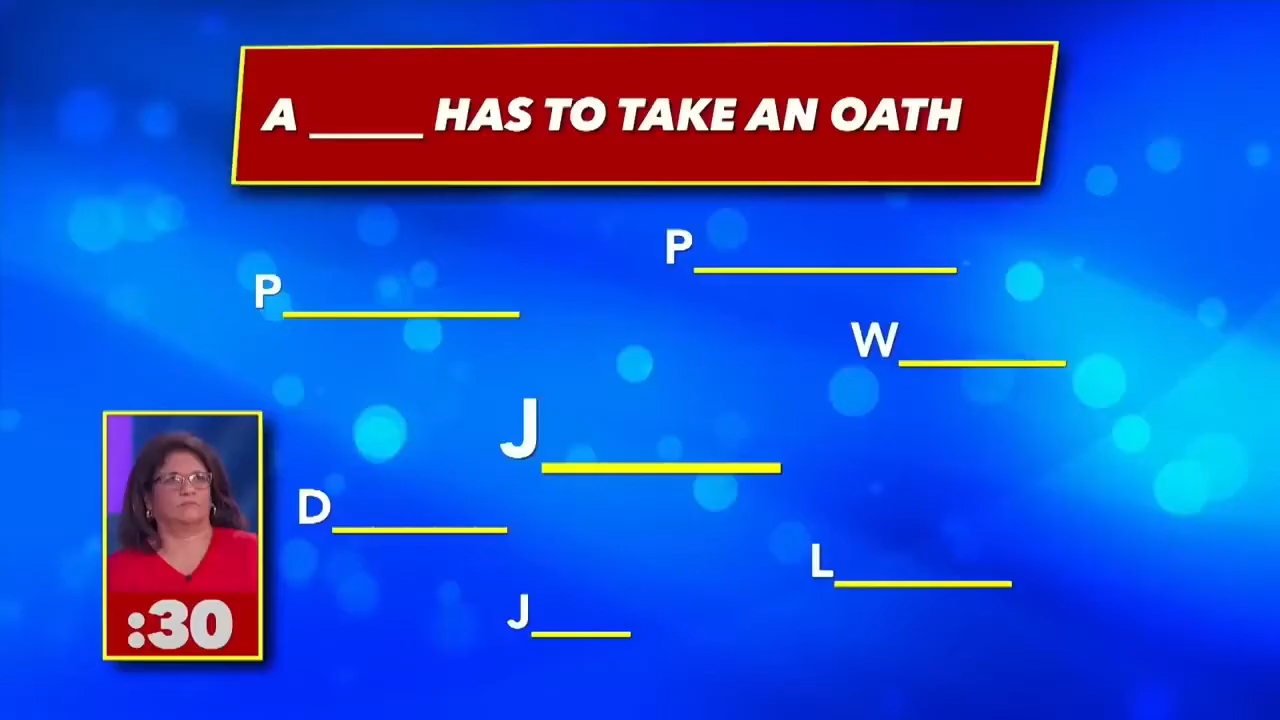 A _____ HAS TO TAKE AN OATH
P
P
W
J
D
L
J
:30